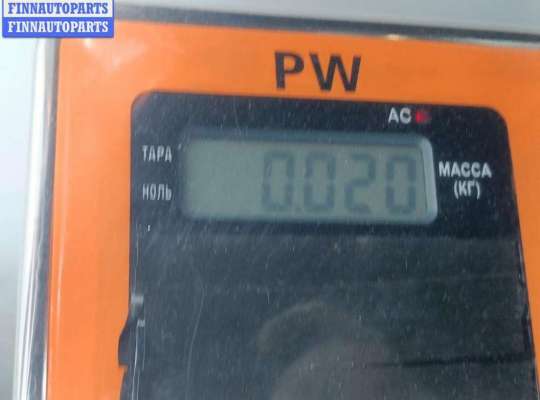 FINNAUTOPARTS
FINNAUTOPARTS
PW
AC
ТАРА
0.020
МАССА
(КГ)
НОЛЬ